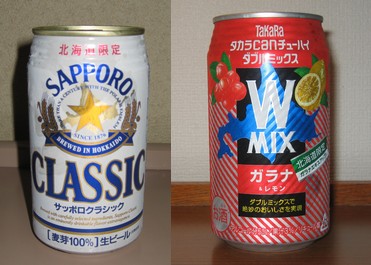 北海道限定
SAPPORO
SINCE 1876
BREWED IN HOKKAIDO
CLASSIC
サッポロクラシック
【麦芽100%】生ビール
TaKaRa
タカラcanチューハイ
ダブルミックス
W
MIX
北海道限定
ガラナ
&レモン
ダブルミックスで
絶妙のおいしさを実現
お酒